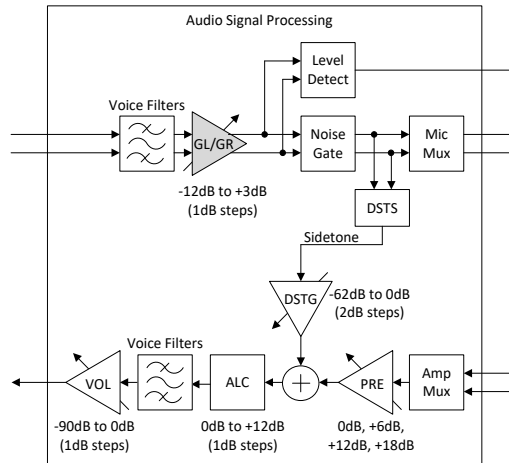 Audio Signal Processing
Level
Detect
Voice Filters
GL/GR
Noise
Gate
Mic
Mux
-12dB to +3dB
(1dB steps)
DSTS
Sidetone
DSTG
-62dB to 0dB
(2dB steps)
Voice Filters
VOL
ALC
PRE
Amp
Mux
-90dB to 0dB
(1dB steps)
0dB to +12dB
(1dB steps)
0dB, +6dB,
+12dB, +18dB